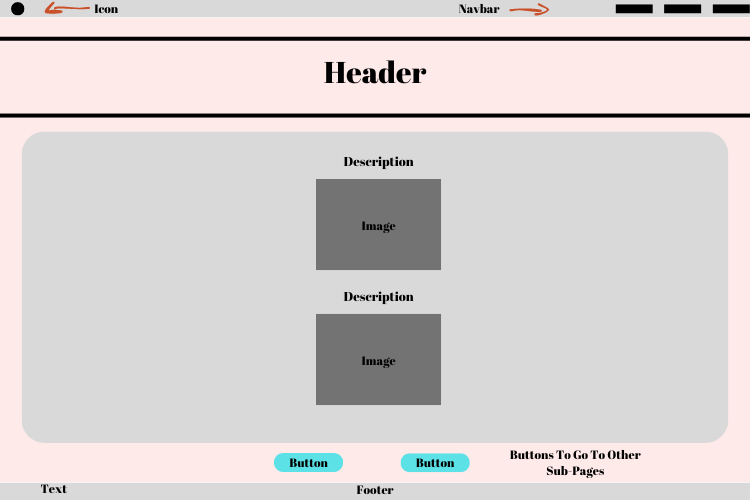 Icon
Navbar
Header
Description
Image
Description
Image
Button
Button
Buttons To Go To Other
Sub-Pages
Text
Footer